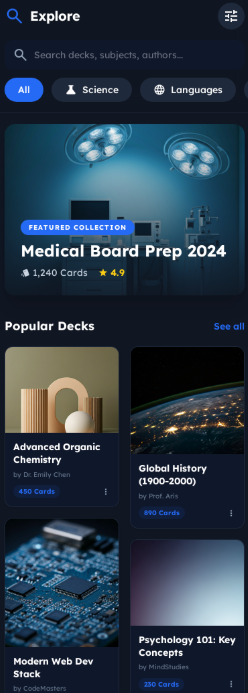 Explore
Search decks, subjects, authors...
All
Science
Languages
FEATURED COLLECTION
Medical Board Prep 2024
1,240 Cards
4.9
Popular Decks
See all
Advanced Organic
Chemistry
by Dr. Emily Chen
450 Cards
Global History
(1900-2000)
by Prof. Aris
890 Cards
Modern Web Dev
Stack
by CodeMasters
Psychology 101: Key
Concepts
by MindStudies
230 Cards